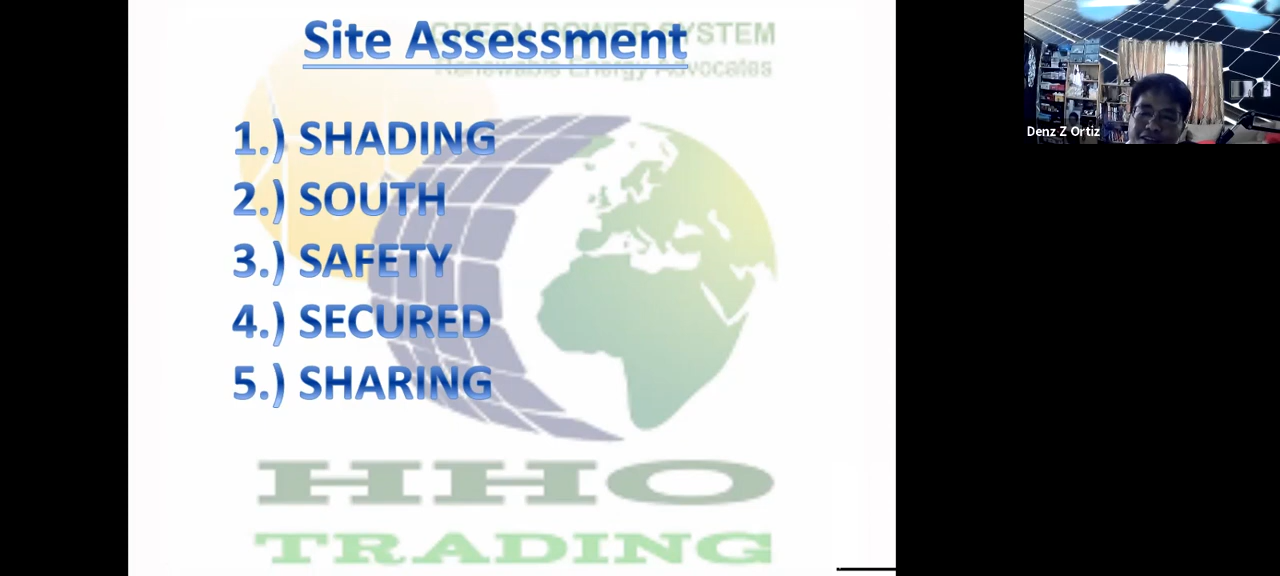 GREEN POWER SYSTEM
Renewable Energy Advocates
Site Assessment
1.) SHADING
2.) SOUTH
3.) SAFETY
4.) SECURED
5.) SHARING
HHO
TRADING
Denz Z Ortiz